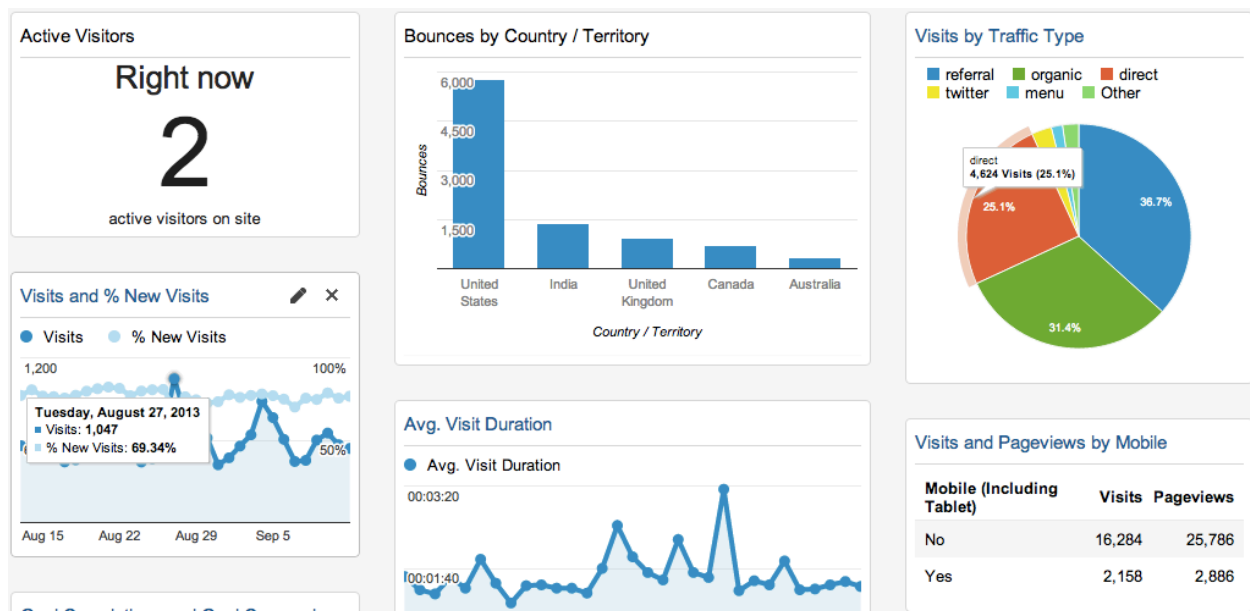 Active Visitors
Right now
2
active visitors on site
Visits and % New Visits
Visits % New Visits
1,200 100%
Tuesday, August 27, 2013
Visits: 1,047
% New Visits: 69.34%
50%
Aug 15 Aug 22 Aug 29 Sep 5
Bounces by Country / Territory
6,000
4,500
3,000
1,500
Bounces
United States
India
United Kingdom
Canada
Australia
Country / Territory
Avg. Visit Duration
Avg. Visit Duration
00:03:20
00:01:40
Visits by Traffic Type
referral organic direct
twitter menu Other
direct
4,624 Visits (25.1%)
36.7%
25.1%
31.4%
Visits and Pageviews by Mobile
Mobile (Including Tablet) Visits Pageviews
No 16,284 25,786
Yes 2,158 2,886